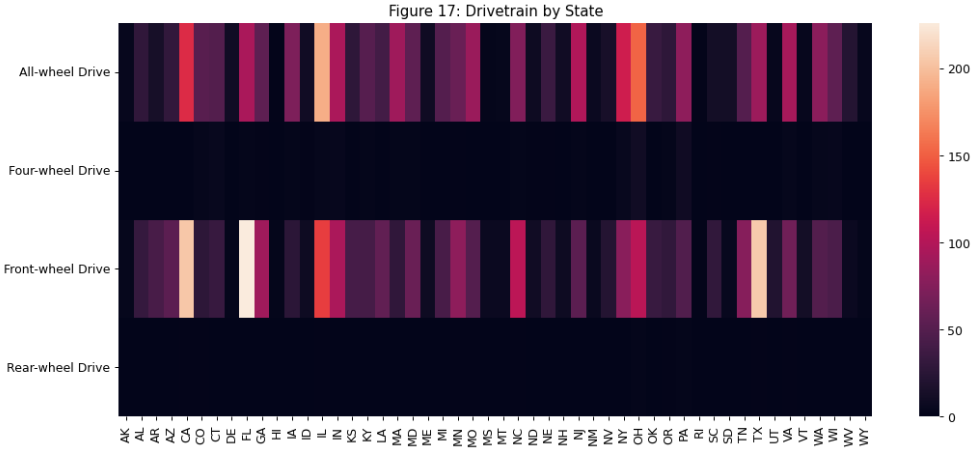 Figure 17: Drivetrain by State
All-wheel Drive
Four-wheel Drive
Front-wheel Drive
Rear-wheel Drive
AK AL AR AZ CA CO CT DE FL GA HI IA ID IL IN KS KY LA MA MD ME MI MN MO MS MT NC ND NE NH NJ NM NV NY OH OK OR PA RI SC SD TN TX UT VA VT WA WI WV WY
200
150
100
50
0